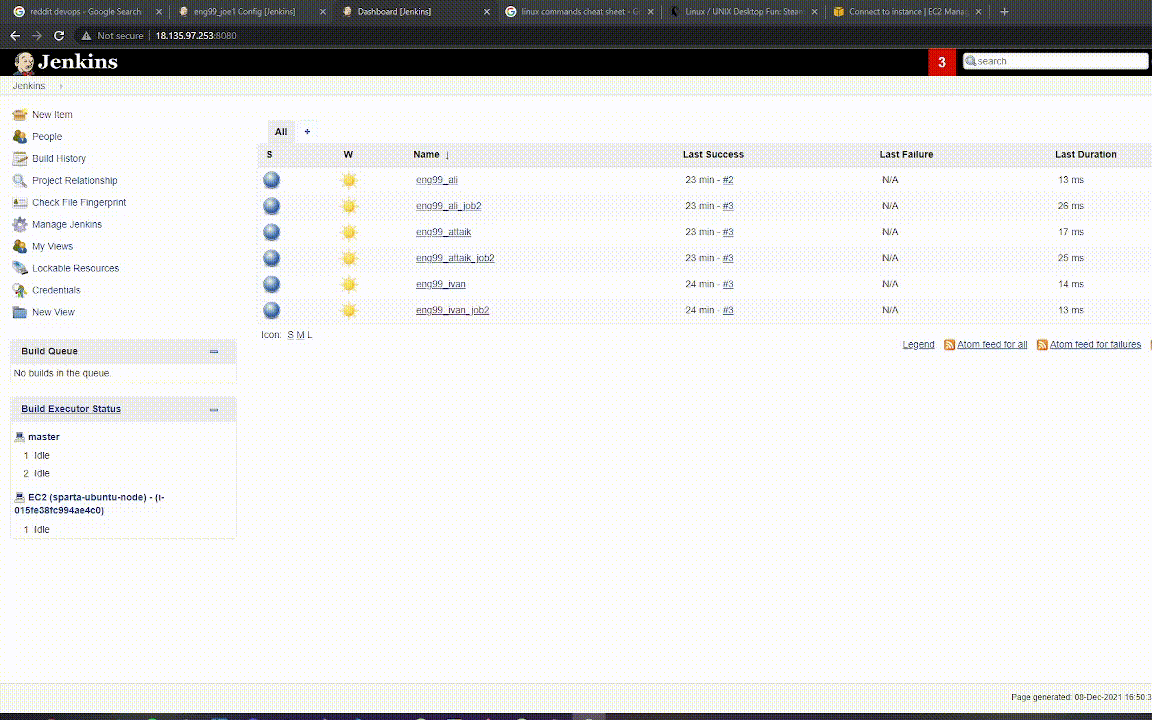 reddit devops - Google Search
eng99_joe1 Config [Jenkins]
Dashboard [Jenkins]
linux commands cheat sheet - G
Linux / UNIX Desktop Fun: Stea
Connect to instance | EC2 Mana
Not secure 18.135.97.253:8080
Jenkins 3 search
Jenkins
New Item
People
Build History
Project Relationship
Check File Fingerprint
Manage Jenkins
My Views
Lockable Resources
Credentials
New View
Build Queue
No builds in the queue.
Build Executor Status
master
1 Idle
2 Idle
EC2 (sparta-ubuntu-node) - (i-
015fe38fc994ae4c0)
1 Idle
All +
S W Name ↓ Last Success Last Failure Last Duration
eng99_ali 23 min - #2 N/A 13 ms
eng99_ali_job2 23 min - #3 N/A 26 ms
eng99_attaik 23 min - #3 N/A 17 ms
eng99_attaik_job2 23 min - #3 N/A 25 ms
eng99_ivan 24 min - #3 N/A 14 ms
eng99_ivan_job2 24 min - #3 N/A 13 ms
Icon: S M L
Legend Atom feed for all Atom feed for failures
Page generated: 08-Dec-2021 16:50:3